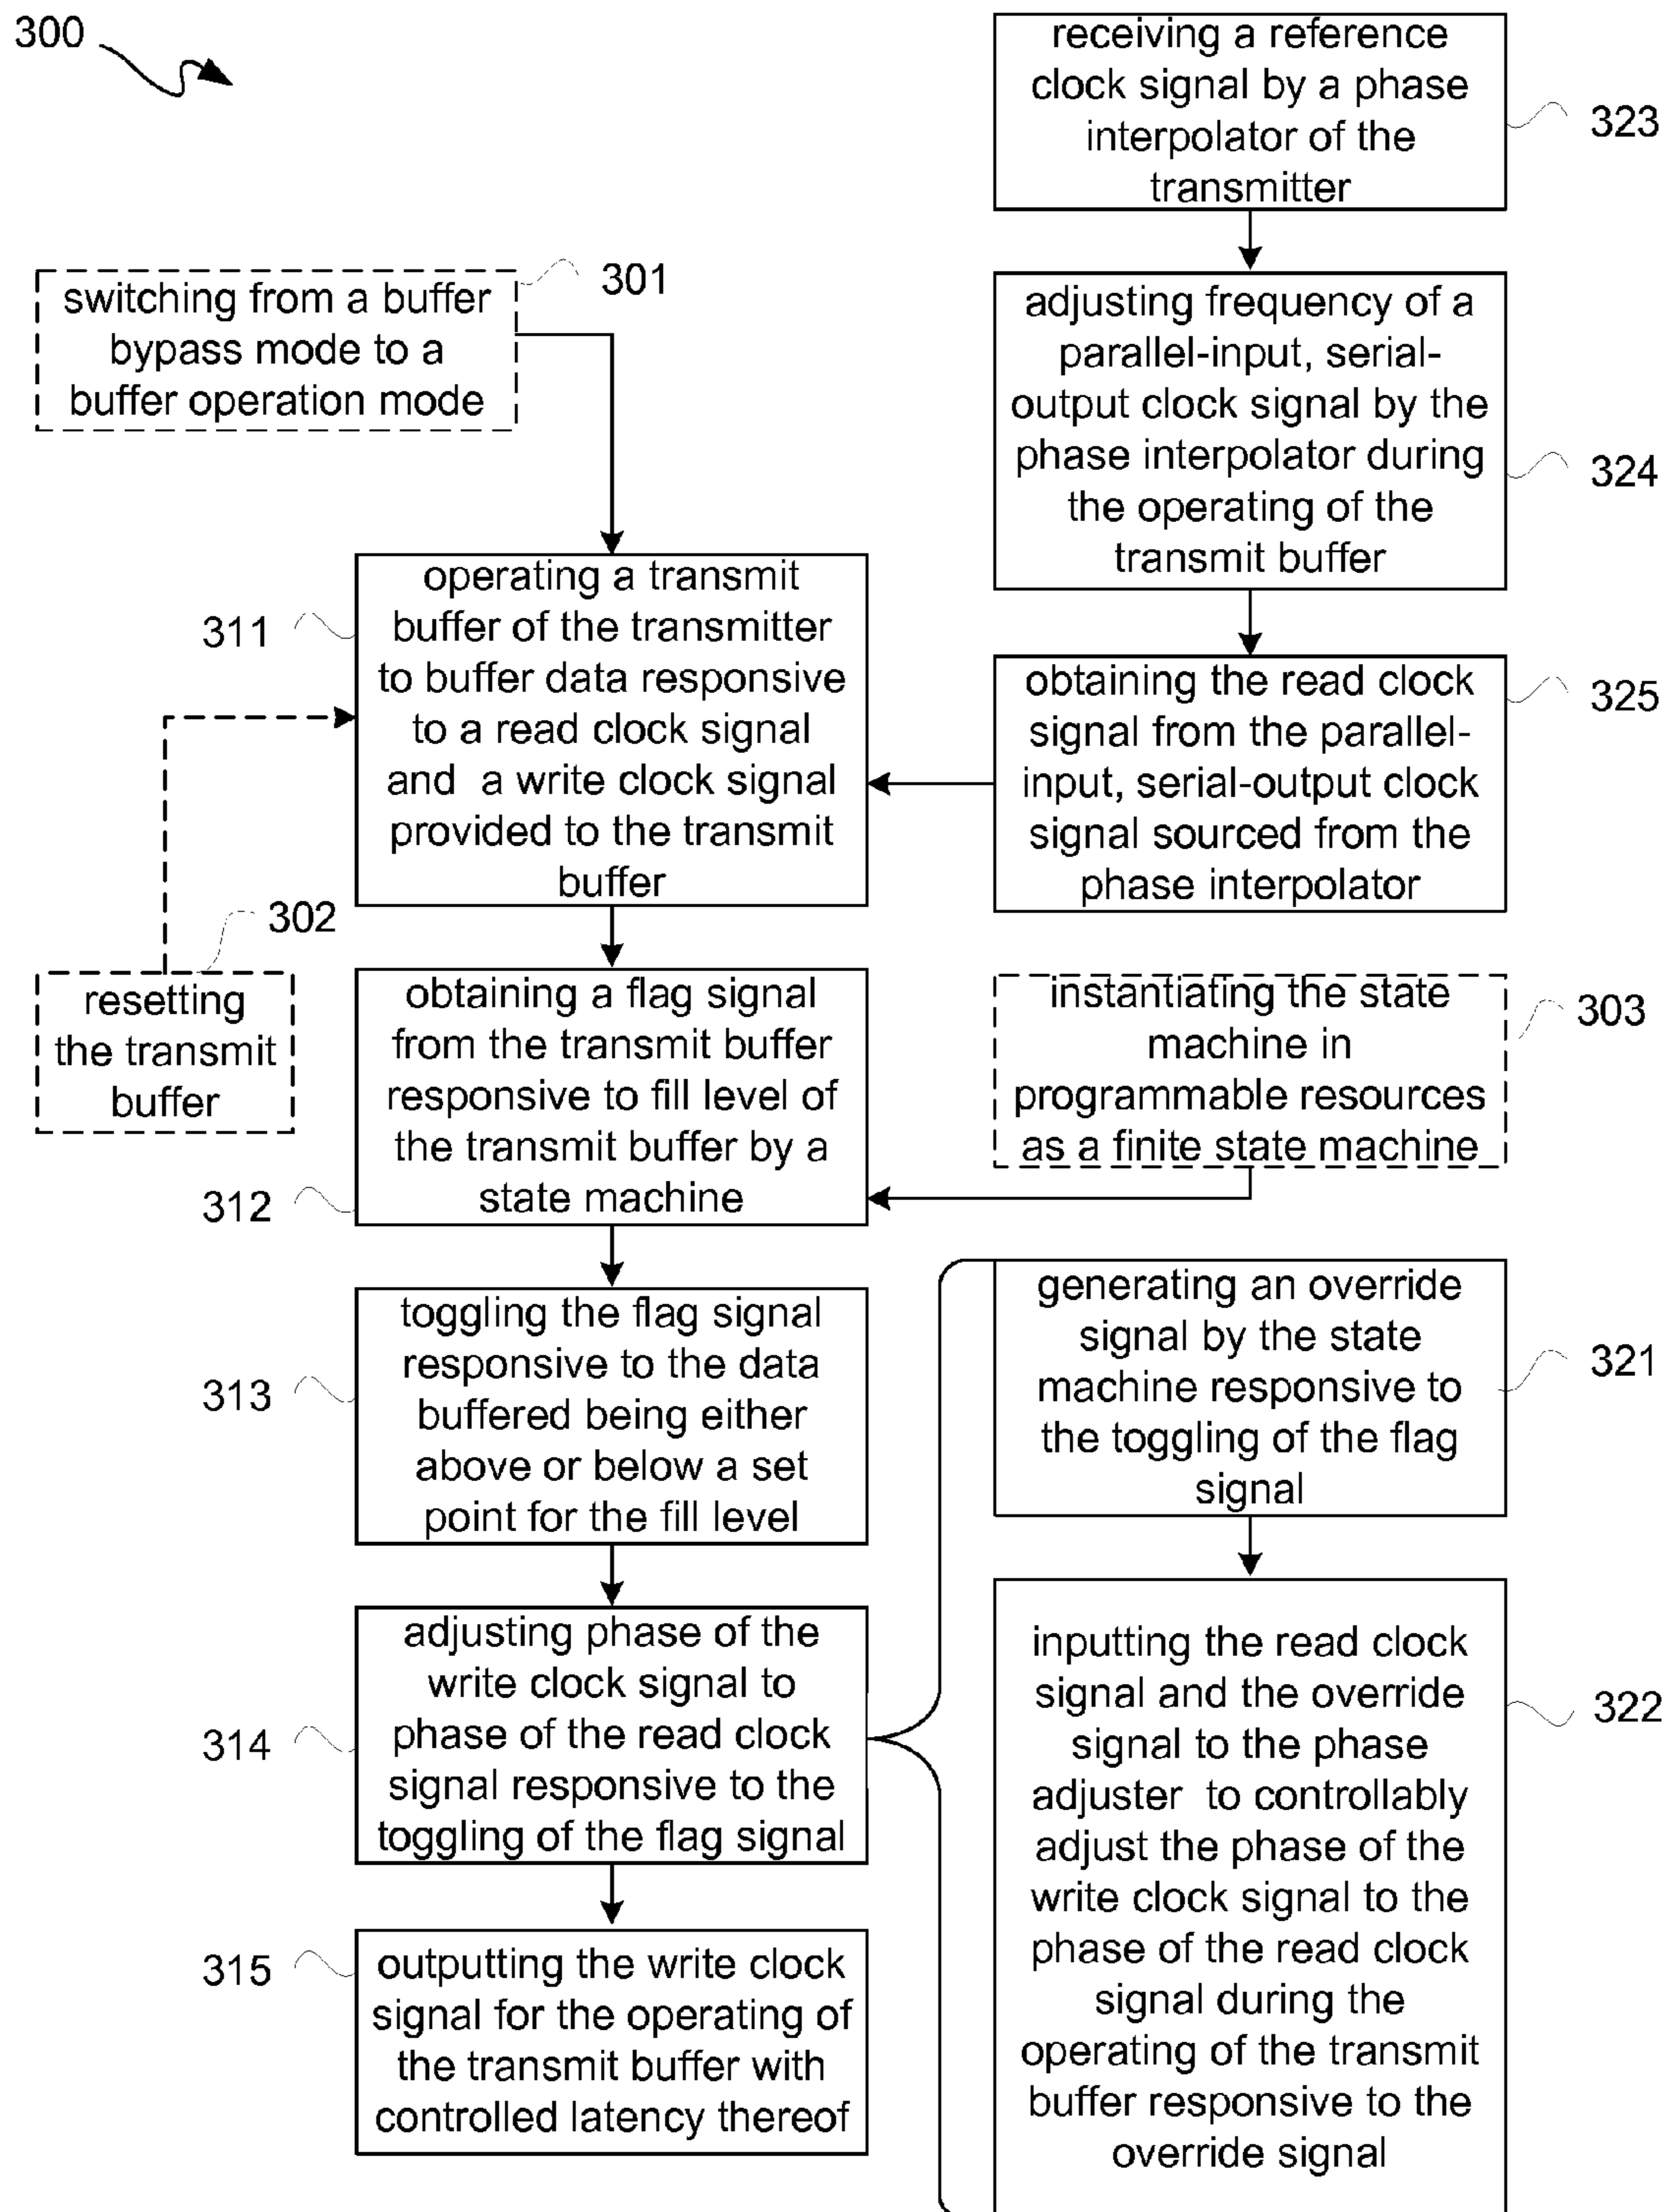 300
receiving a reference
clock signal by a phase
interpolator of the
transmitter
323
switching from a buffer
bypass mode to a
buffer operation mode
301
adjusting frequency of a
parallel-input, serial-
output clock signal by the
phase interpolator during
the operating of the
transmit buffer
324
311
operating a transmit
buffer of the transmitter
to buffer data responsive
to a read clock signal
and a write clock signal
provided to the transmit
buffer
obtaining the read clock
signal from the parallel-
input, serial-output clock
signal sourced from the
phase interpolator
325
302
resetting
the transmit
buffer
312
obtaining a flag signal
from the transmit buffer
responsive to fill level of
the transmit buffer by a
state machine
instantiating the state
machine in
programmable resources
as a finite state machine
303
313
toggling the flag signal
responsive to the data
buffered being either
above or below a set
point for the fill level
generating an override
signal by the state
machine responsive to
the toggling of the flag
signal
321
314
adjusting phase of the
write clock signal to
phase of the read clock
signal responsive to the
toggling of the flag signal
inputting the read clock
signal and the override
signal to the phase
adjuster to controllably
adjust the phase of the
write clock signal to the
phase of the read clock
signal during the
operating of the transmit
buffer responsive to the
override signal
322
315
outputting the write clock
signal for the operating of
the transmit buffer with
controlled latency thereof